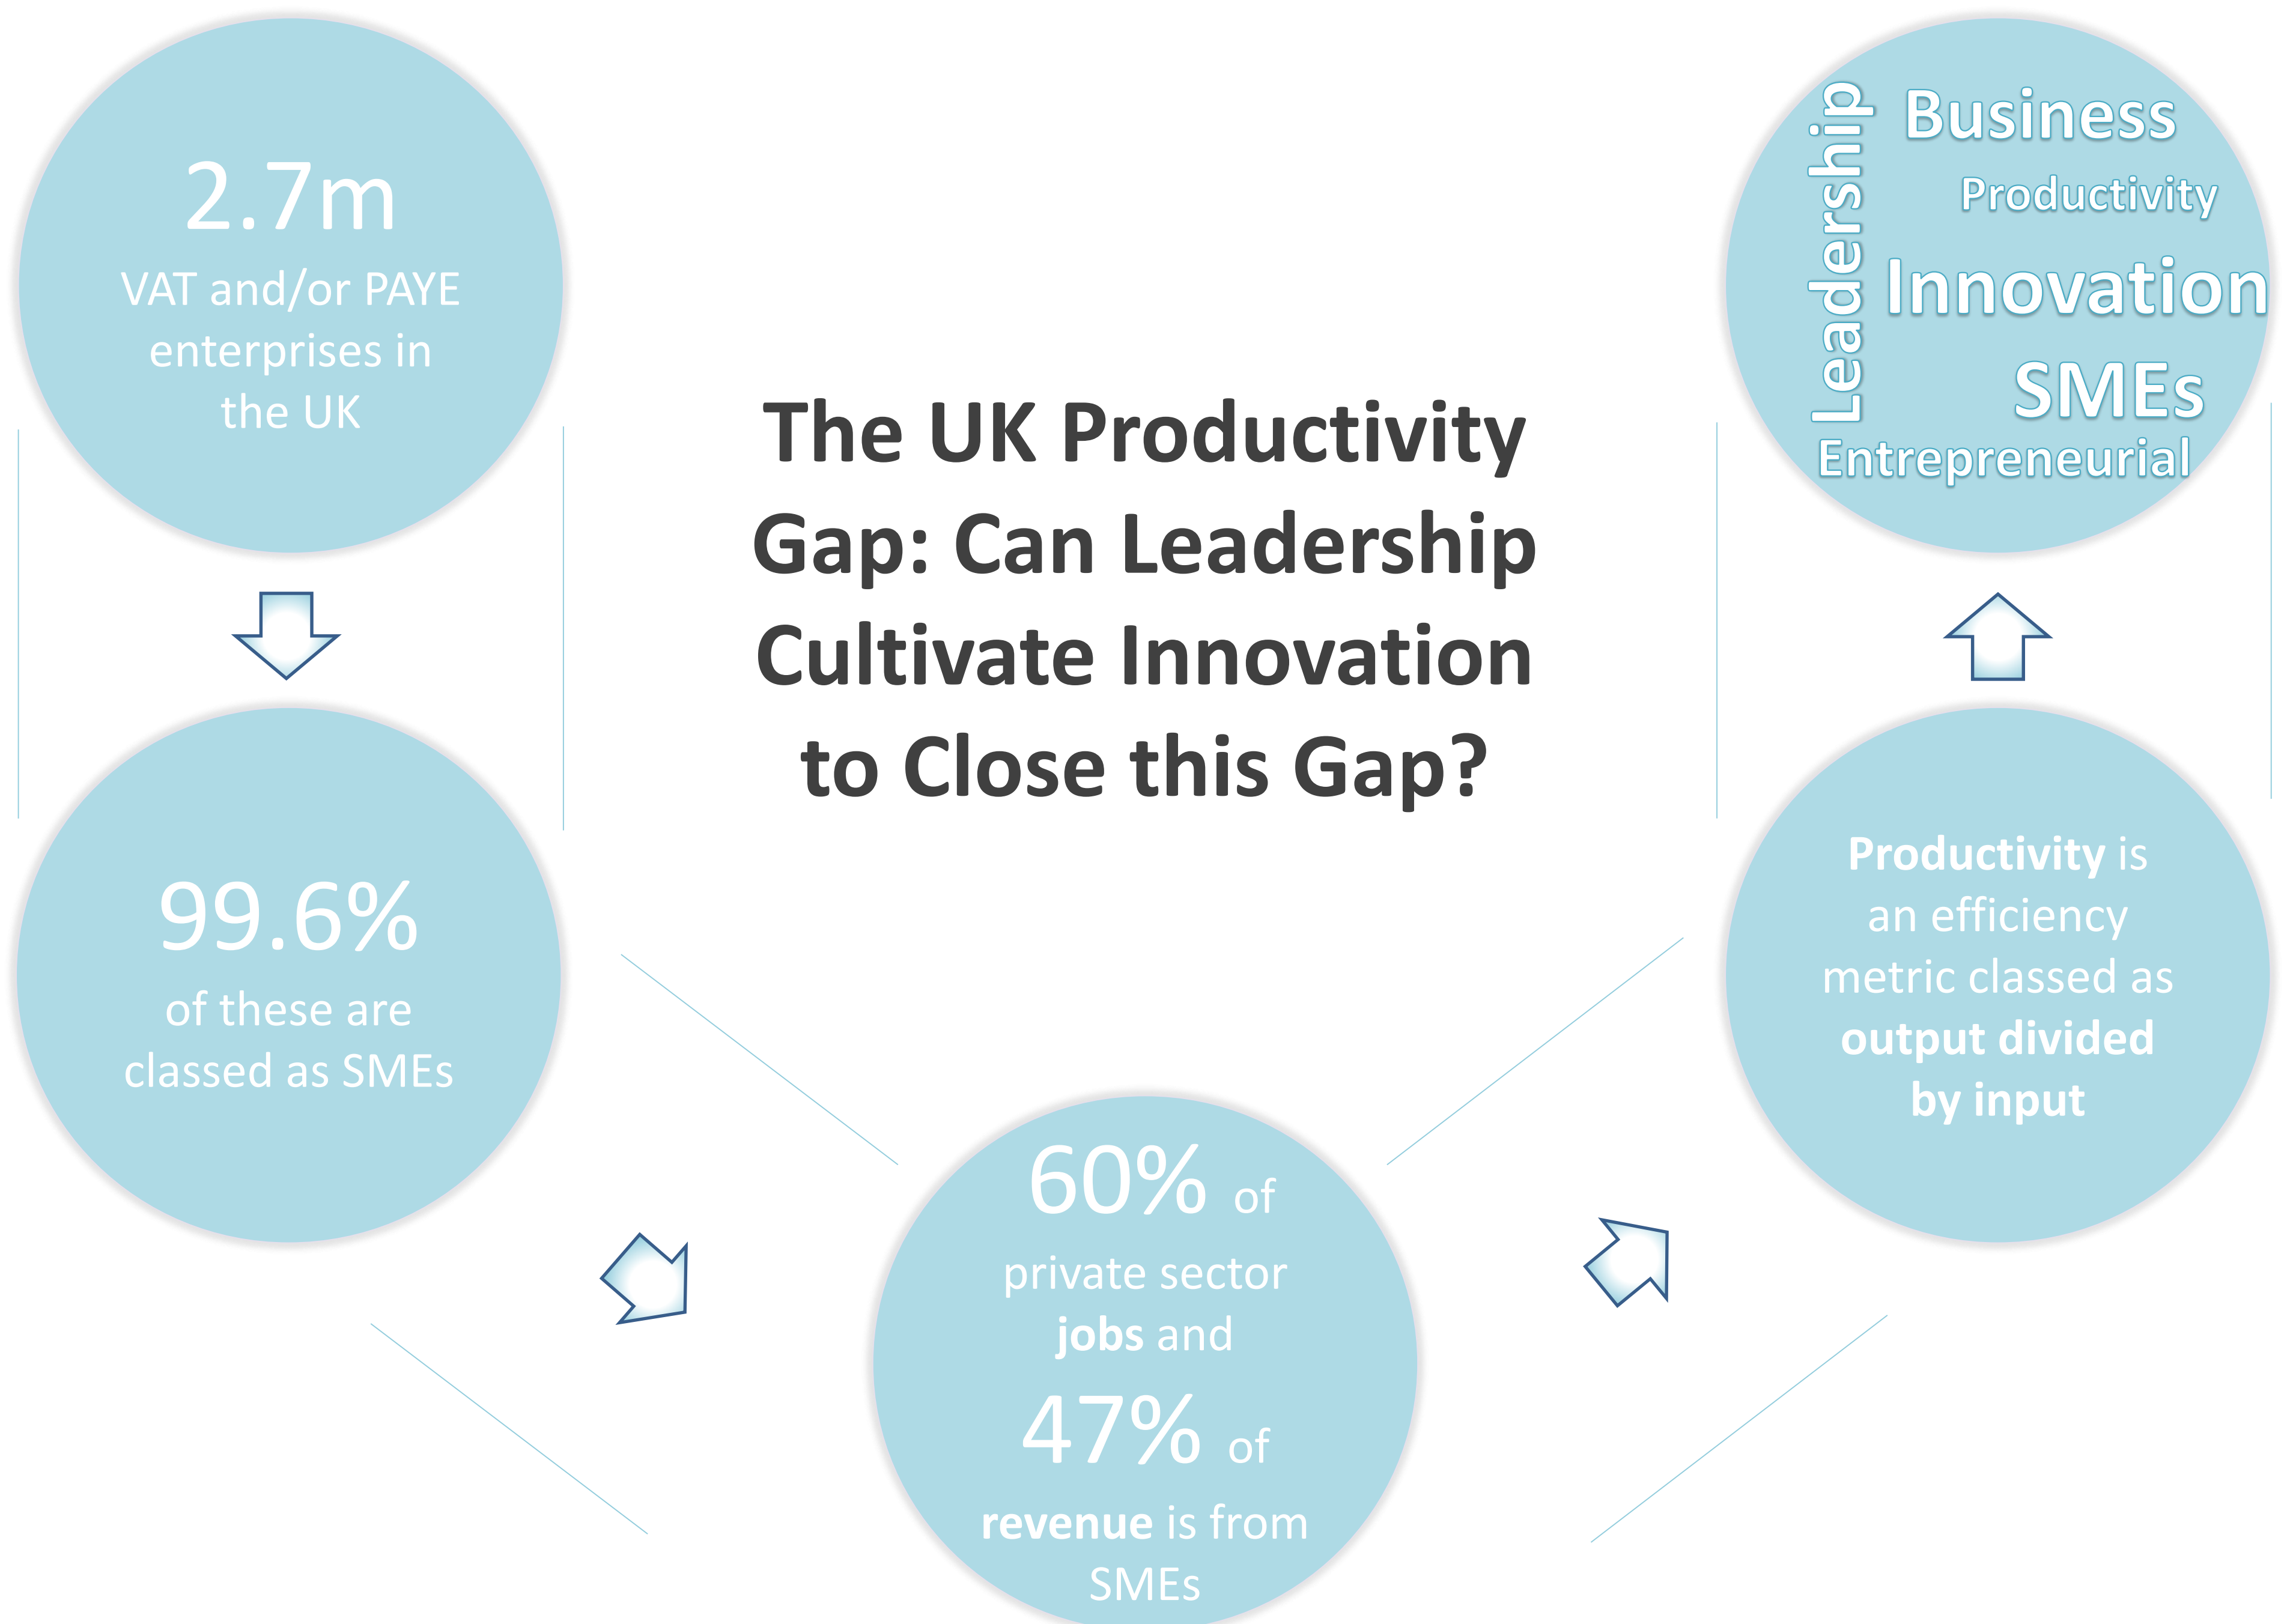 2.7m
VAT and/or PAYE
enterprises in
the UK
99.6%
of these are
classed as SMEs
The UK Productivity
Gap: Can Leadership
Cultivate Innovation
to Close this Gap?
60% of
private sector
jobs and
47% of
revenue is from
SMEs
Productivity is
an efficiency
metric classed as
output divided
by input
Leadership
Business
Productivity
Innovation
SMEs
Entrepreneurial